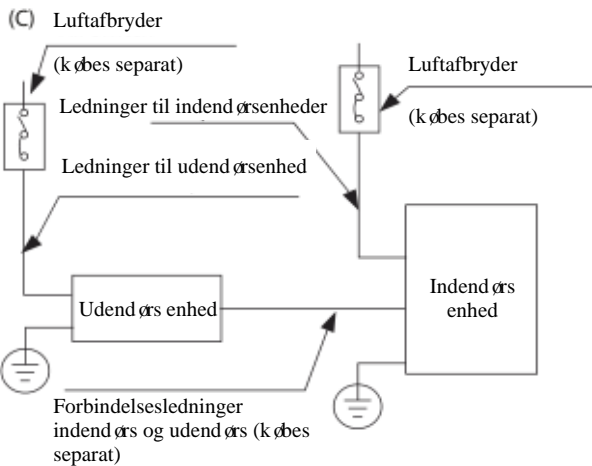 (C) Luftafbryder
(købes separat)
Luftafbryder
(købes separat)
Ledninger til indendørsenheder
Ledninger til udendørsenhed
Udendørs enhed
Indendørs
enhed
Forbindelsesledninger
indendørs og udendørs (købes
separat)